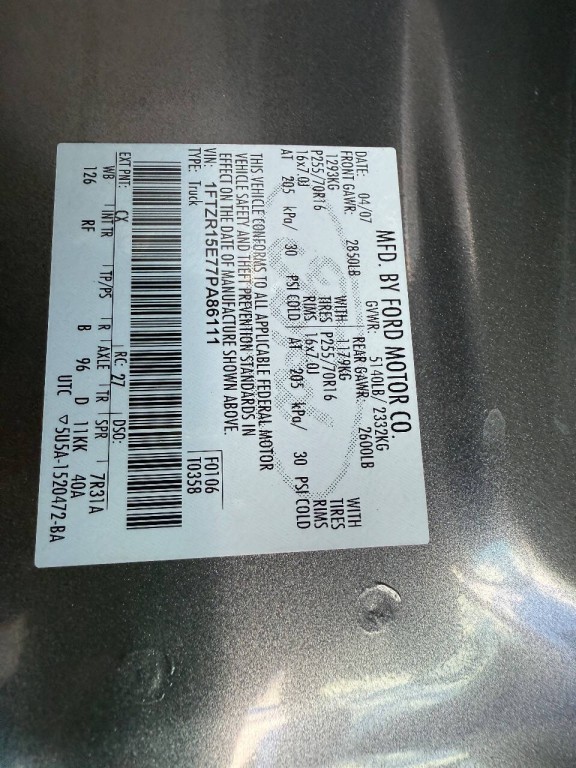 MFD. BY FORD MOTOR CO.
DATE: 04/07 GVWR: 5140LB/ 2332KG
FRONT GAWR: 2850LB REAR GAWR: 2600LB
1293KG WITH 1179KG WITH
P255/70R16 TIRES P255/70R16 TIRES
16x7.0J RIMS 16x7.0J RIMS
AT 205 kPa/ 30 PSI COLD AT 205 kPa/ 30 PSI COLD
THIS VEHICLE CONFORMS TO ALL APPLICABLE FEDERAL MOTOR
VEHICLE SAFETY AND THEFT PREVENTION STANDARDS IN
EFFECT ON THE DATE OF MANUFACTURE SHOWN ABOVE.
VIN: 1FTZR15E77PA86111 F0106
TYPE: Truck T0358
EXT PNT: CX RC: 27 DSO:
WB INT TR TP/PS R AXLE TR SPR
126 RF B 96 D 11KK 7R31A
40A
UTC ▽5U5A-1520472-BA